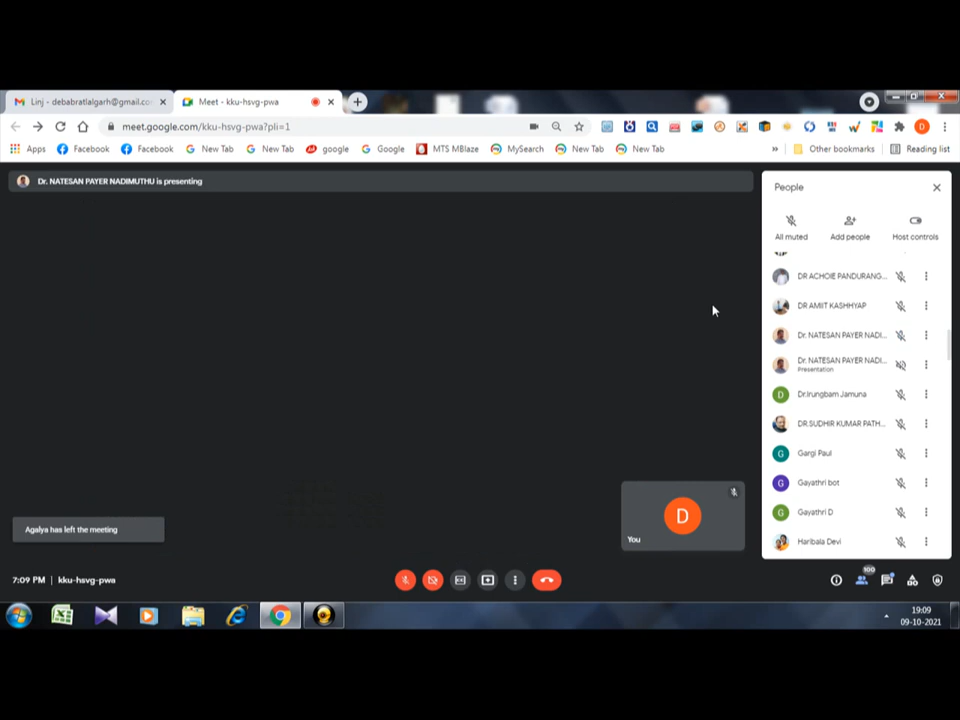 Linj - debabratlalgarh@gmail.co
Meet - kku-hsvg-pwa
meet.google.com/kku-hsvg-pwa?pli=1
D
Apps Facebook Facebook New Tab New Tab google Google MTS MBlaze MySearch New Tab New Tab » Other bookmarks Reading list
Dr. NATESAN PAYER NADIMUTHU is presenting
People
All muted Add people Host controls
DR ACHOIE PANDURANG...
DR AMIIT KASHHYAP
Dr. NATESAN PAYER NADI...
Dr. NATESAN PAYER NADI...
Presentation
D Dr.Irungbam Jamuna
DR.SUDHIR KUMAR PATH...
G Gargi Paul
G Gayathri bot
G Gayathri D
Haribala Devi
D
You
Agalya has left the meeting
7:09 PM | kku-hsvg-pwa
100
19:09
09-10-2021